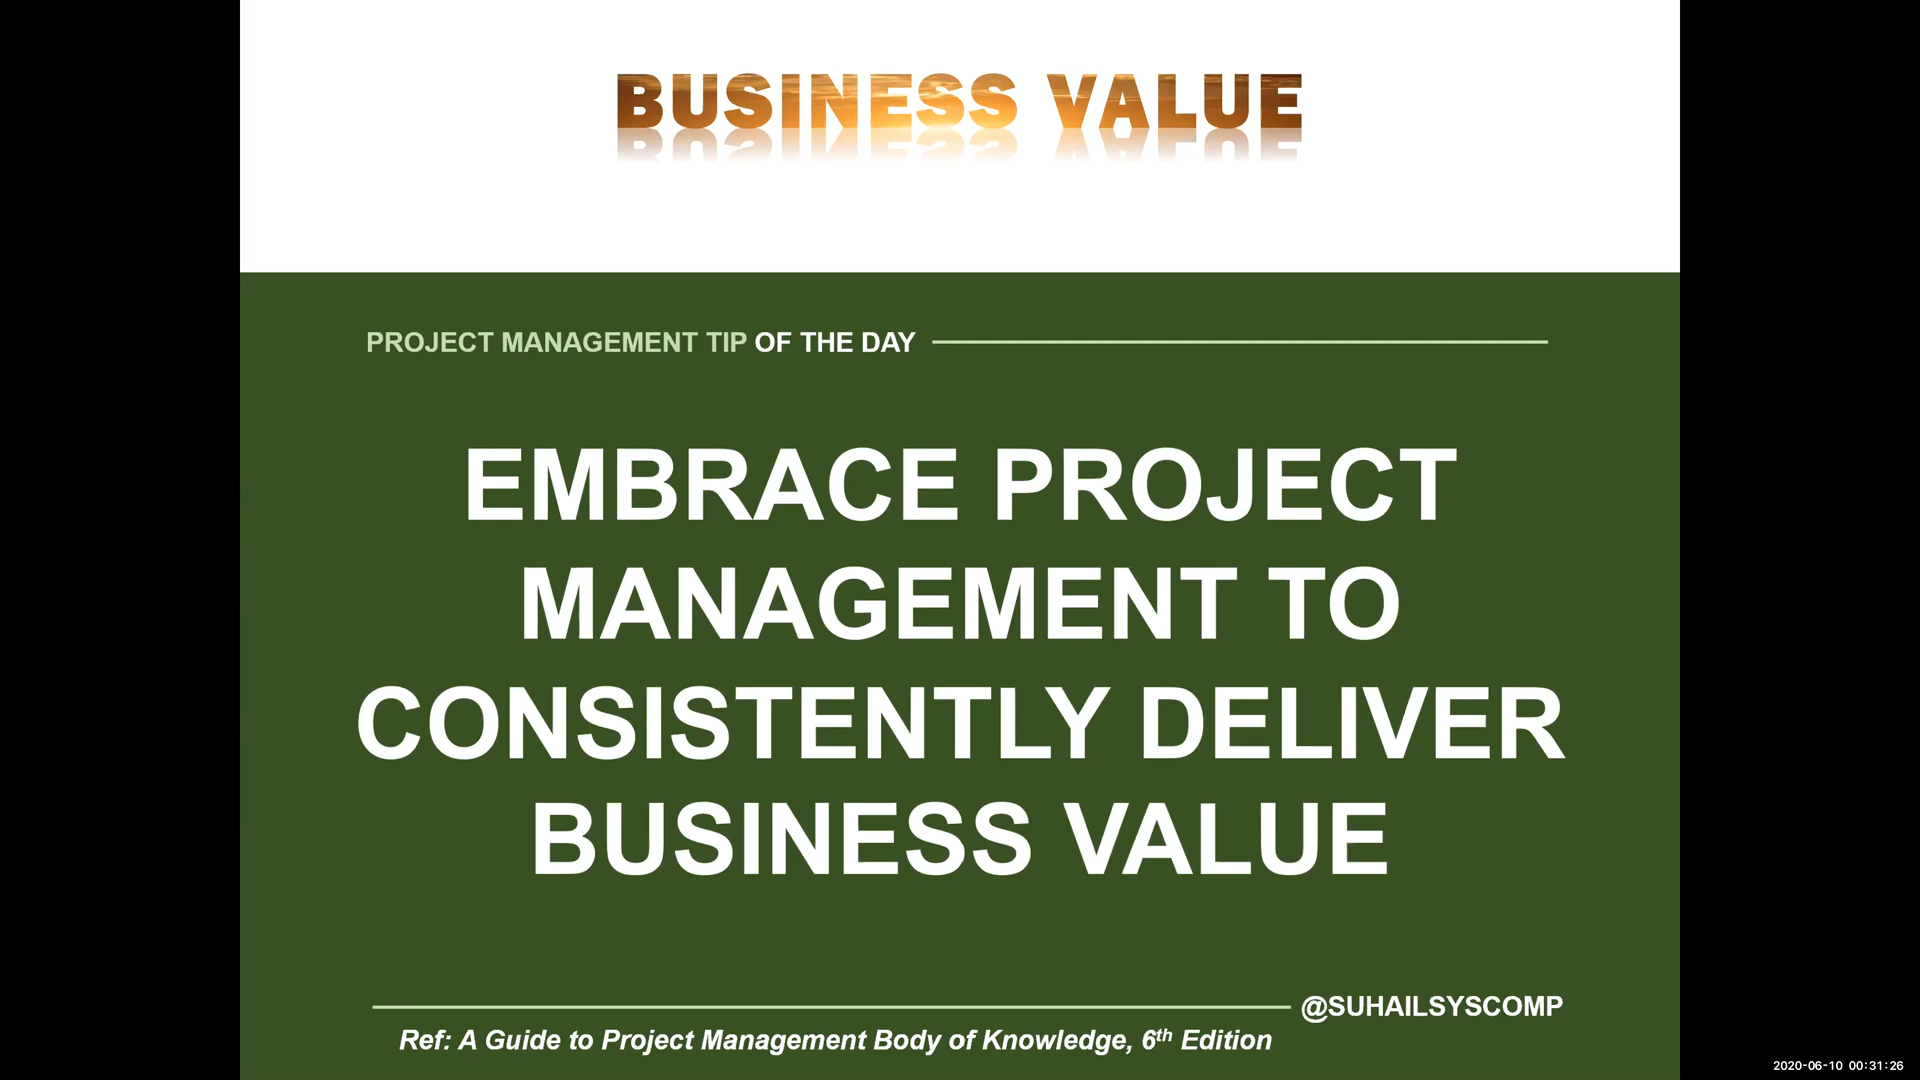 BUSINESS VALUE
PROJECT MANAGEMENT TIP OF THE DAY
EMBRACE PROJECT
MANAGEMENT TO
CONSISTENTLY DELIVER
BUSINESS VALUE
@SUHAILSYSCOMP
Ref: A Guide to Project Management Body of Knowledge, 6th Edition
2020-06-10 00:31:26